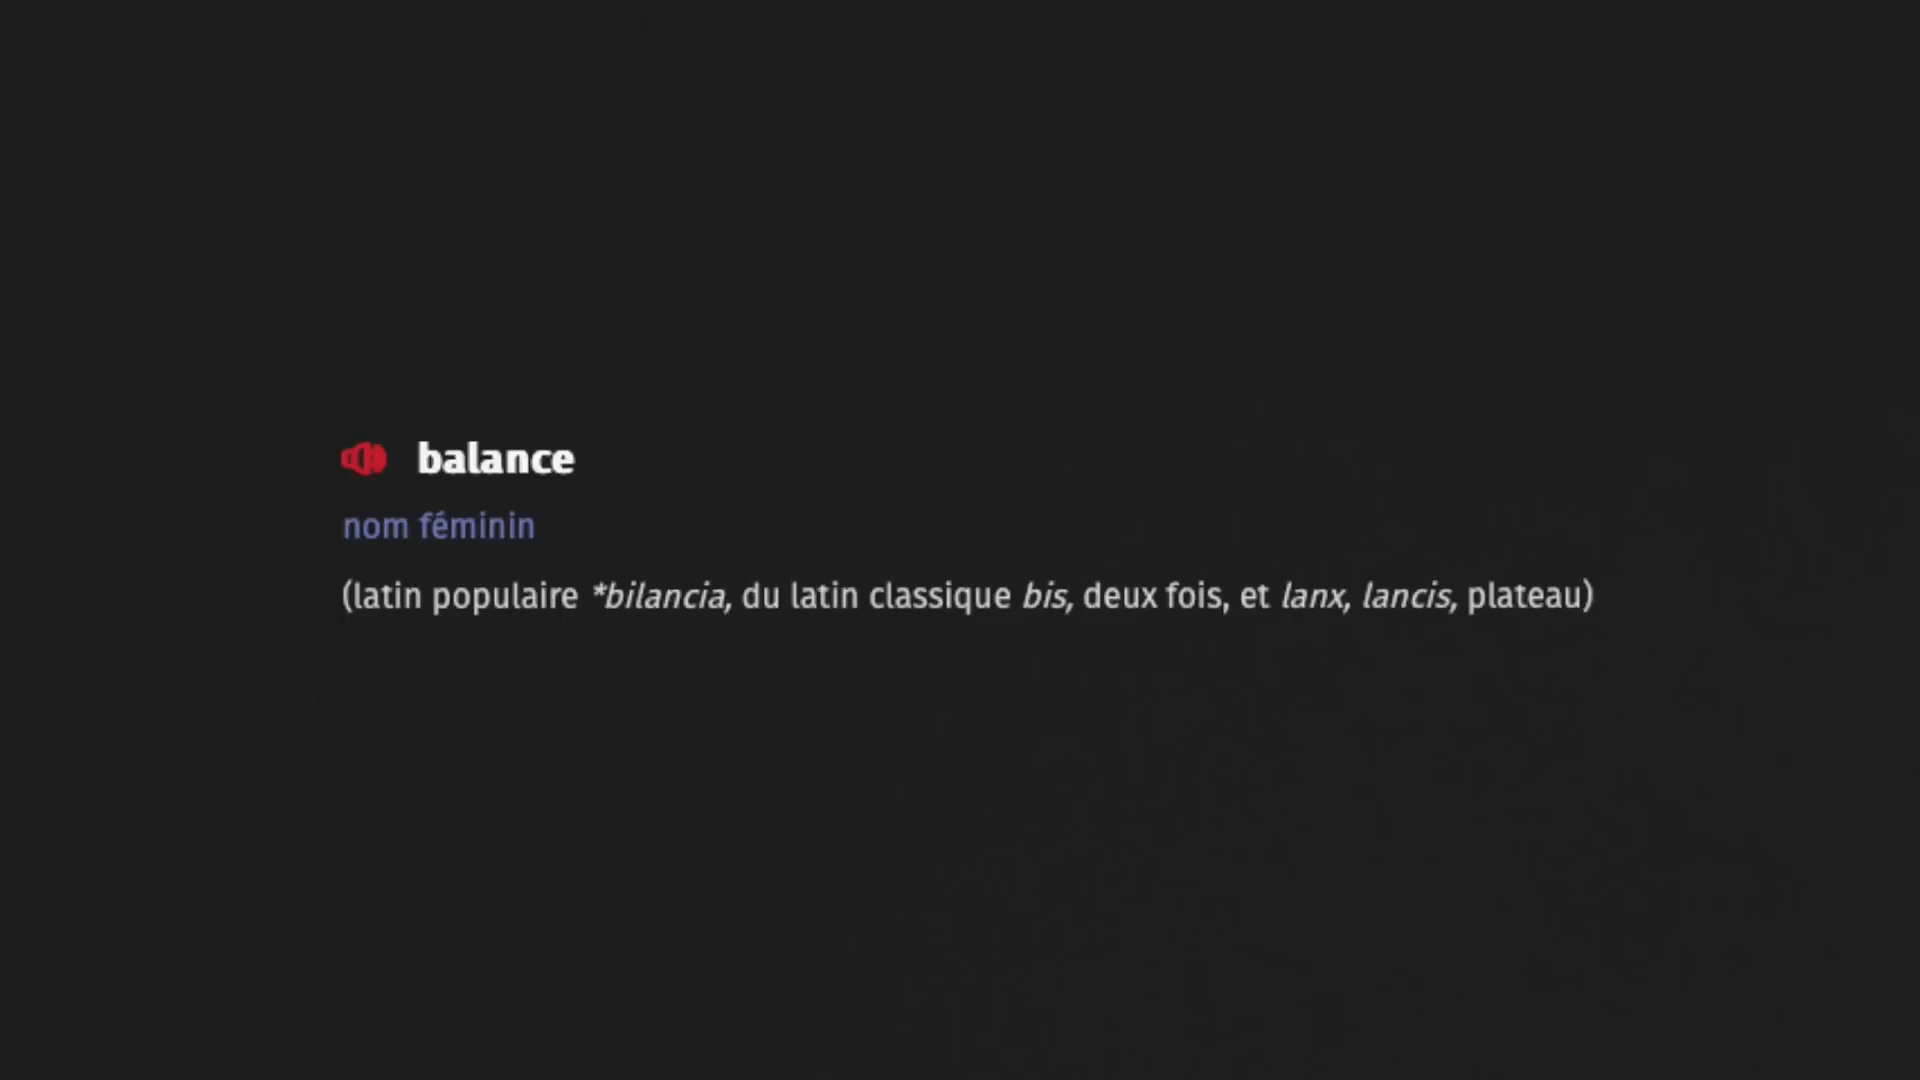 balance
nom féminin
(latin populaire *bilancia, du latin classique bis, deux fois, et lanx, lancis, plateau)